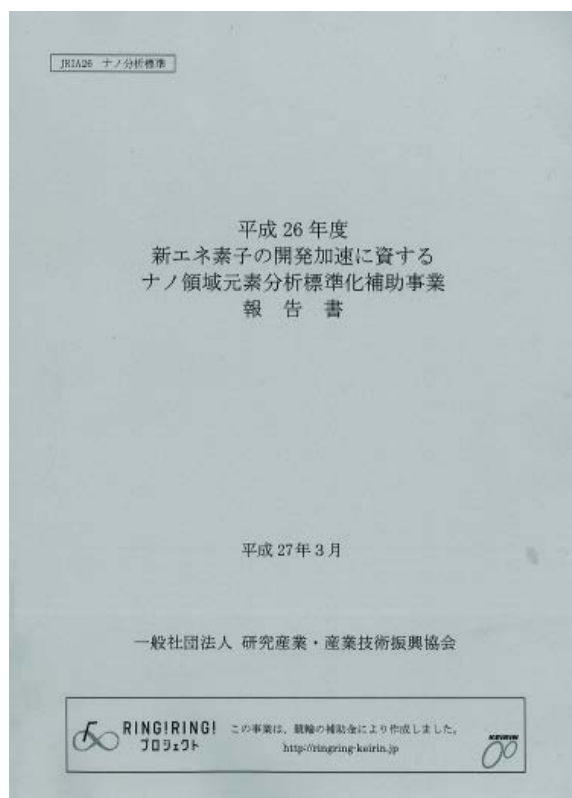 JRIA26 ナノ分析標準
平成 26 年度
新エネ素子の開発加速に資する
ナノ領域元素分析標準化補助事業
報 告 書
平成 27 年 3 月
一般社団法人 研究産業・産業技術振興協会
RING!RING!
プロジェクト
この事業は、競輪の補助金により作成しました。
http://ringring-keirin.jp
KEIRIN